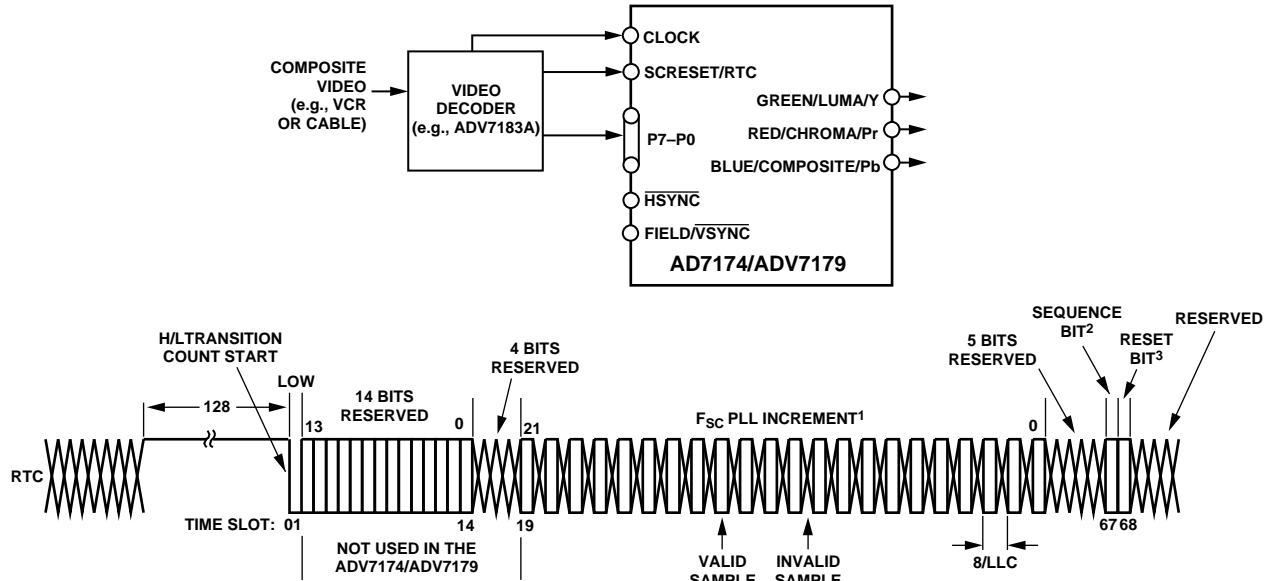 CLOCK
SCRESET/RTC
COMPOSITE
VIDEO
(e.g., VCR
OR CABLE)
VIDEO
DECODER
(e.g., ADV7183A)
P7–P0
GREEN/LUMA/Y
RED/CHROMA/Pr
BLUE/COMPOSITE/Pb
HSYNC
FIELD/VSYNC
AD7174/ADV7179
H/LTRANSITION
COUNT START
LOW
128
13
14 BITS
RESERVED
0
4 BITS
RESERVED
21
FSC PLL INCREMENT1
0
5 BITS
RESERVED
SEQUENCE
BIT2
RESET
BIT3
RESERVED
RTC
TIME SLOT: 01
14
19
67 68
NOT USED IN THE
ADV7174/ADV7179
VALID
SAMPLE
INVALID
SAMPLE
8/LLC